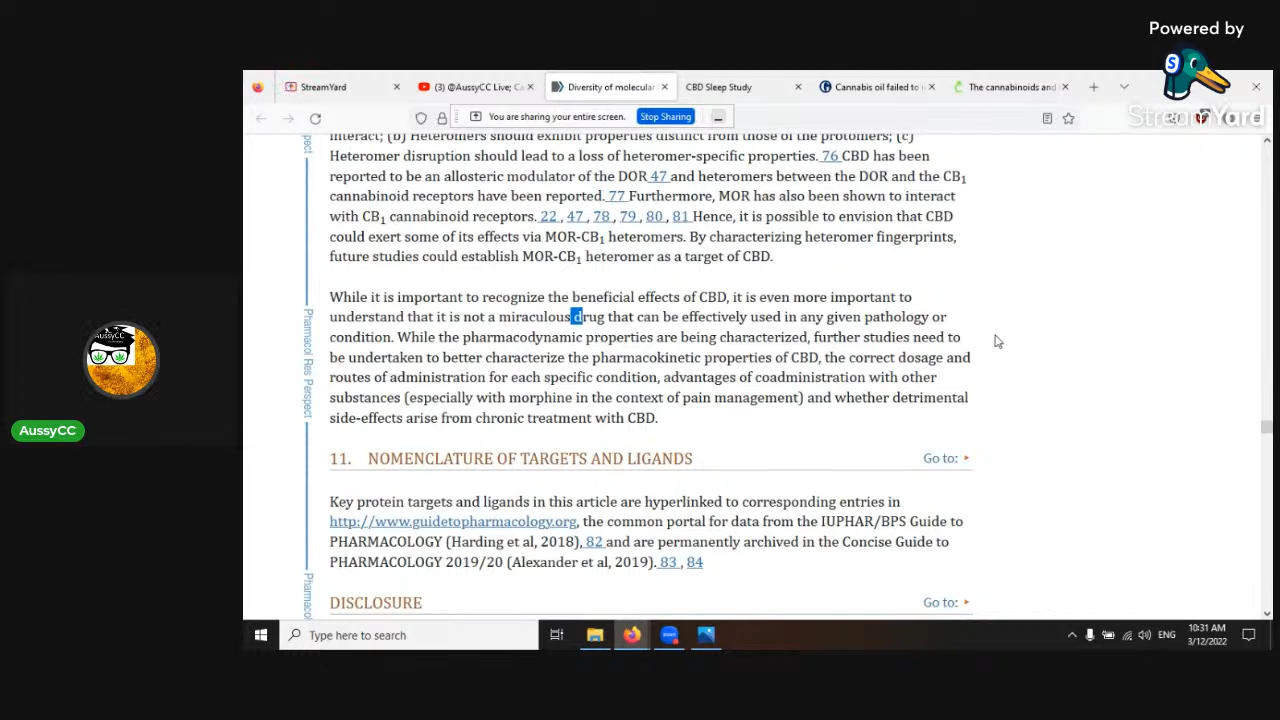 Powered by
StreamYard
StreamYard
(3) @AussyCC Live; Ca
Diversity of molecular
CBD Sleep Study
Cannabis oil failed to
The cannabinoids and
You are sharing your entire screen.
Stop Sharing
interact; (b) Heteromers should exhibit properties distinct from those of the protomers; (c)
Heteromer disruption should lead to a loss of heteromer-specific properties. 76 CBD has been
reported to be an allosteric modulator of the DOR 47 and heteromers between the DOR and the CB1
cannabinoid receptors have been reported. 77 Furthermore, MOR has also been shown to interact
with CB1 cannabinoid receptors. 22 , 47 , 78 , 79 , 80 , 81 Hence, it is possible to envision that CBD
could exert some of its effects via MOR-CB1 heteromers. By characterizing heteromer fingerprints,
future studies could establish MOR-CB1 heteromer as a target of CBD.
While it is important to recognize the beneficial effects of CBD, it is even more important to
understand that it is not a miraculous drug that can be effectively used in any given pathology or
condition. While the pharmacodynamic properties are being characterized, further studies need to
be undertaken to better characterize the pharmacokinetic properties of CBD, the correct dosage and
routes of administration for each specific condition, advantages of coadministration with other
substances (especially with morphine in the context of pain management) and whether detrimental
side-effects arise from chronic treatment with CBD.
11. NOMENCLATURE OF TARGETS AND LIGANDS
Go to:
Key protein targets and ligands in this article are hyperlinked to corresponding entries in
http://www.guidetopharmacology.org, the common portal for data from the IUPHAR/BPS Guide to
PHARMACOLOGY (Harding et al, 2018), 82 and are permanently archived in the Concise Guide to
PHARMACOLOGY 2019/20 (Alexander et al, 2019). 83 , 84
DISCLOSURE
Go to:
spect
Pharmacol Res Perspect
Pharmacol
AussyCC
AussyCC
Type here to search
zoom
ENG
10:31 AM
3/12/2022